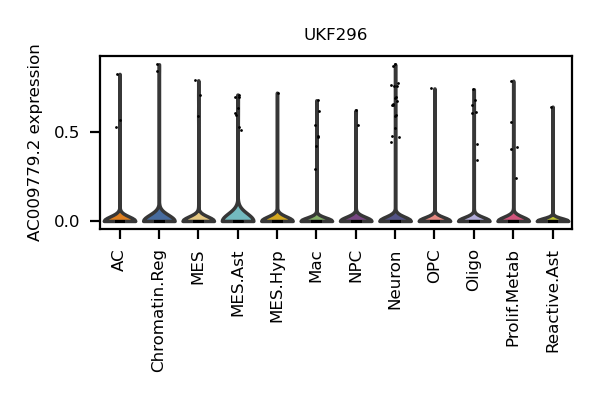 UKF296
AC009779.2 expression
0.5
0.0
AC
Chromatin.Reg
MES
MES.Ast
MES.Hyp
Mac
NPC
Neuron
OPC
Oligo
Prolif.Metab
Reactive.Ast